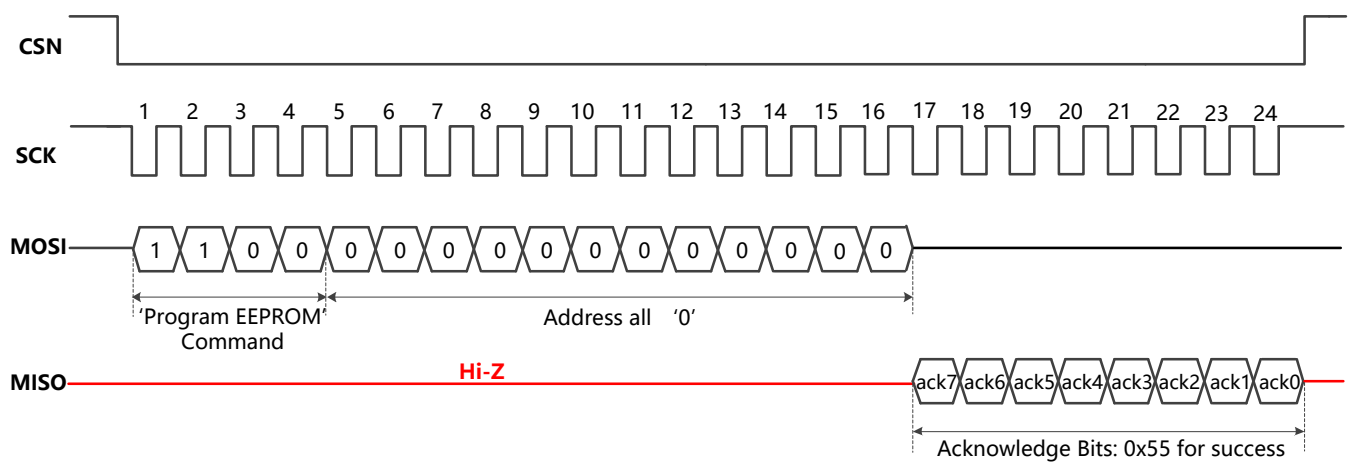 CSN
1 2 3 4 5 6 7 8 9 10 11 12 13 14 15 16 17 18 19 20 21 22 23 24
SCK
MOSI 1 1 0 0 0 0 0 0 0 0 0 0 0 0 0 0
‘Program EEPROM’ Address all ‘0’
Command
Hi-Z
MISO ack7 ack6 ack5 ack4 ack3 ack2 ack1 ack0
Acknowledge Bits: 0x55 for success